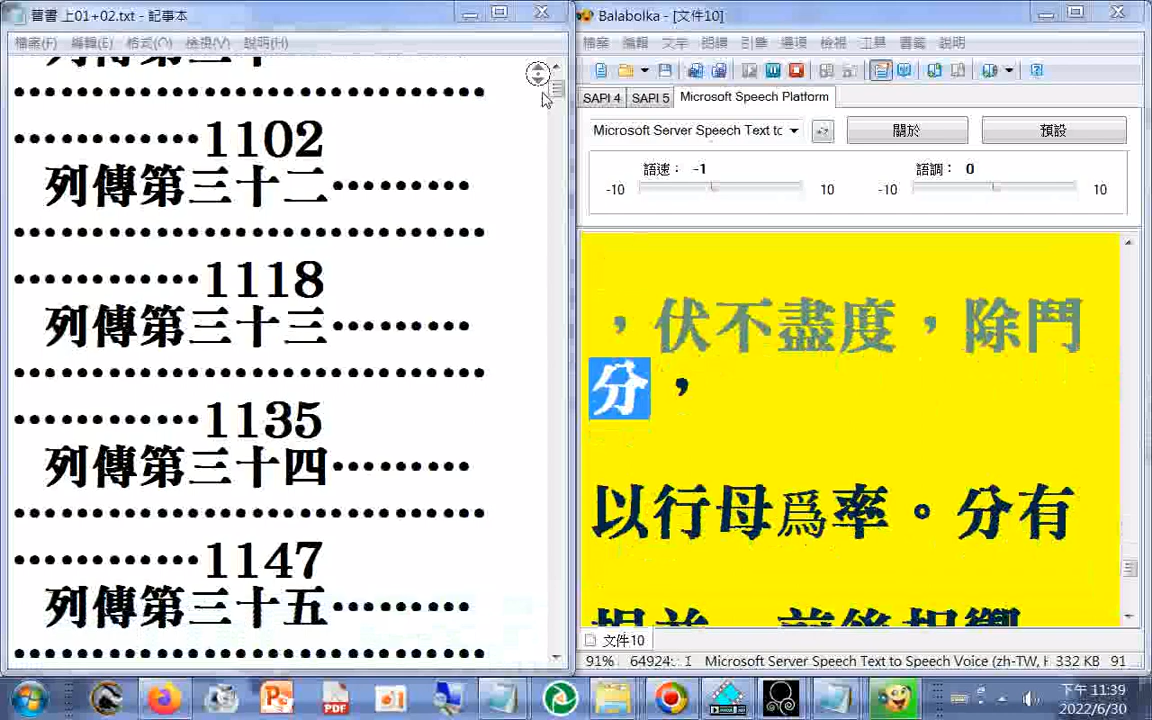 晉書 上01+02.txt - 記事本
檔案(F) 編輯(E) 格式(O) 檢視(V) 說明(H)
……………………………
…………1102
列傳第三十二………
……………………………
…………1118
列傳第三十三………
……………………………
…………1135
列傳第三十四………
……………………………
…………1147
列傳第三十五………
……………………………
Balabolka - [文件10]
檔案 編輯 文字 朗讀 引擎 選項 檢視 工具 書籤 說明
SAPI 4 SAPI 5 Microsoft Speech Platform
Microsoft Server Speech Text to 關於 預設
語速： -1 語調： 0
-10 10 -10 10
，伏不盡度，除鬥
分，
以行母爲率。分有
文件10
91% 64924: 1 Microsoft Server Speech Text to Speech Voice (zh-TW, H 332 KB 91
下午 11:39
2022/6/30